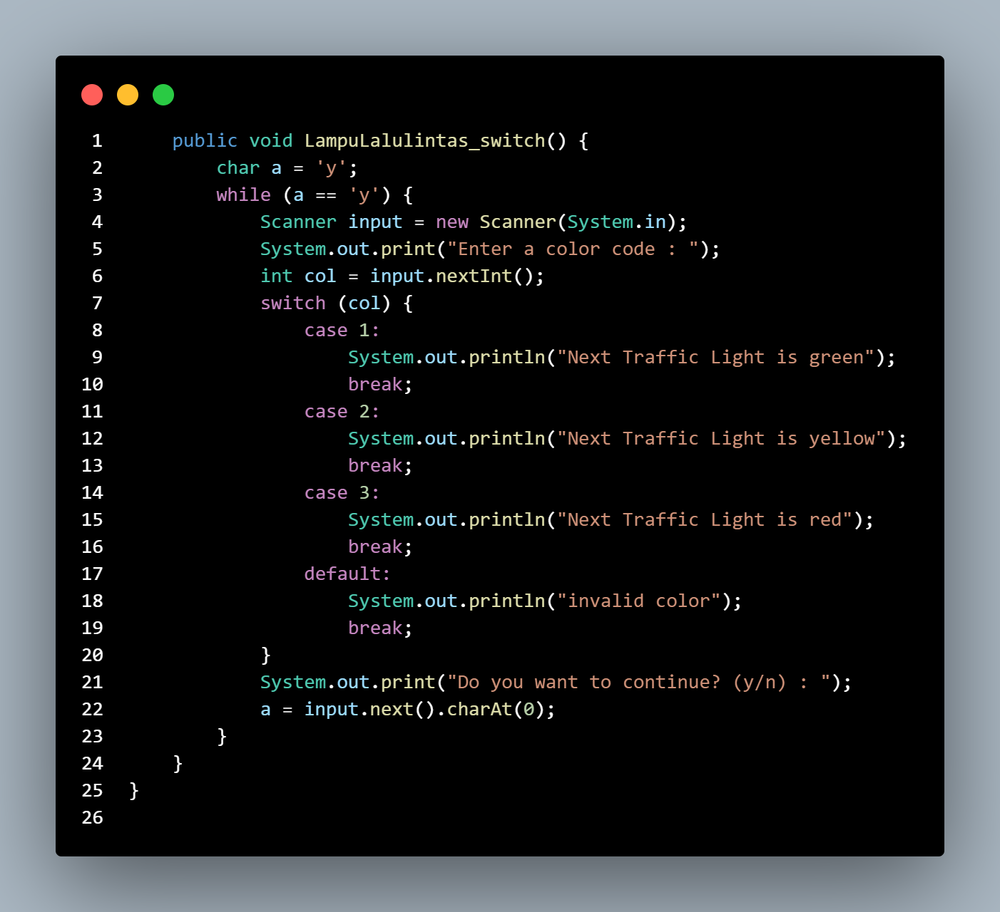 1 public void LampuLalulintas_switch() {
2 char a = 'y';
3 while (a == 'y') {
4 Scanner input = new Scanner(System.in);
5 System.out.print("Enter a color code : ");
6 int col = input.nextInt();
7 switch (col) {
8 case 1:
9 System.out.println("Next Traffic Light is green");
10 break;
11 case 2:
12 System.out.println("Next Traffic Light is yellow");
13 break;
14 case 3:
15 System.out.println("Next Traffic Light is red");
16 break;
17 default:
18 System.out.println("invalid color");
19 break;
20 }
21 System.out.print("Do you want to continue? (y/n) : ");
22 a = input.next().charAt(0);
23 }
24 }
25 }
26